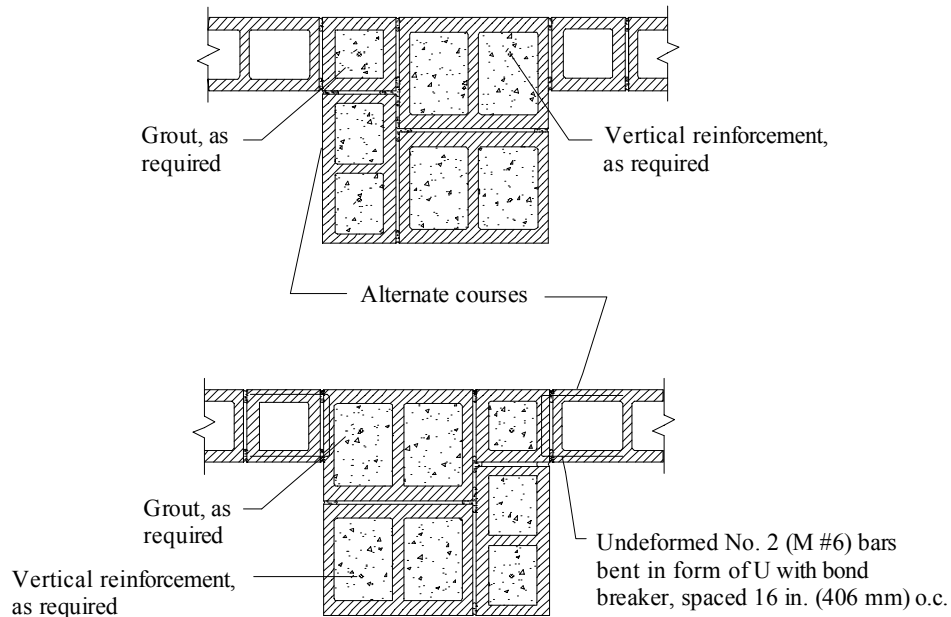 Grout, as
required
Vertical reinforcement,
as required
Alternate courses
Grout, as
required
Vertical reinforcement,
as required
Undeformed No. 2 (M #6) bars
bent in form of U with bond
breaker, spaced 16 in. (406 mm) o.c.